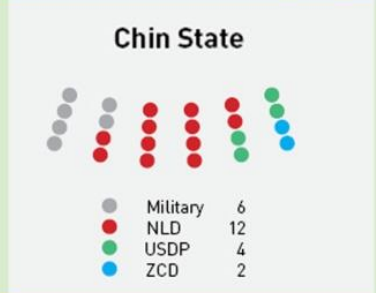 Chin State
Military 6
NLD 12
USDP 4
ZCD 2